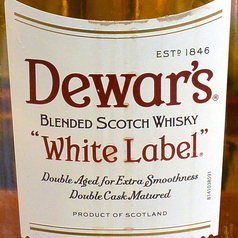 ESTD 1846
Dewar's®
BLENDED SCOTCH WHISKY
"White Label"®
Double Aged for Extra Smoothness
Double Cask Matured
PRODUCT OF SCOTLAND